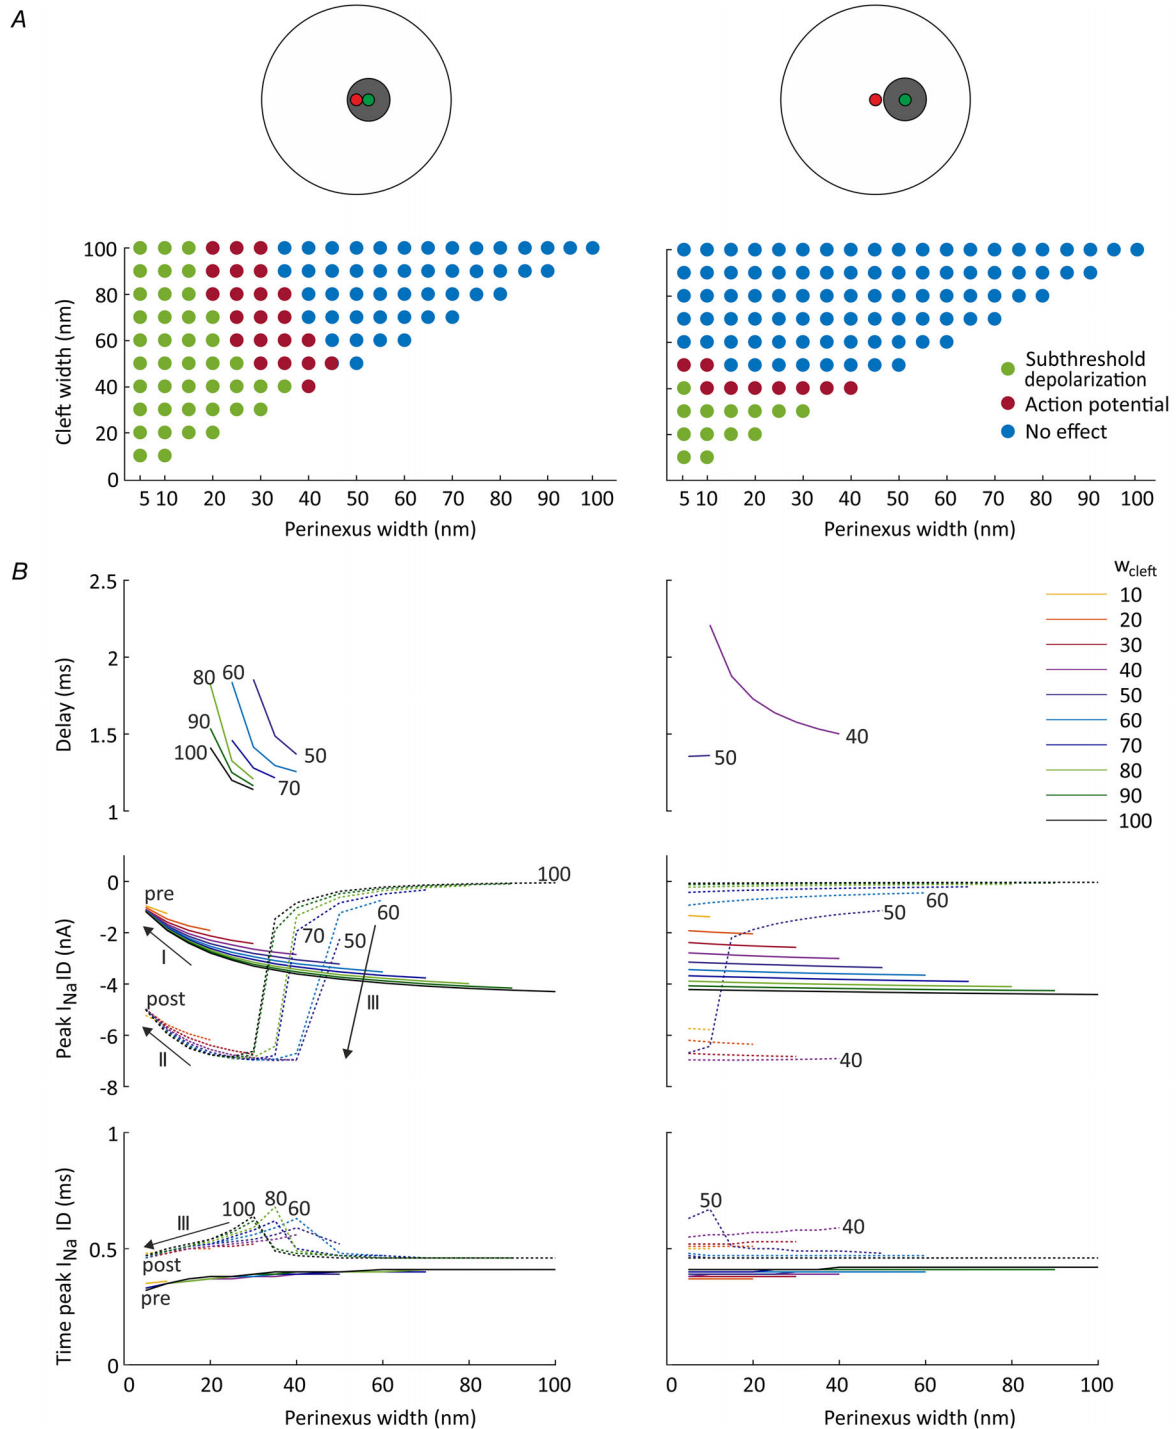 A
100
80
60
40
20
0
Cleft width (nm)
5 10 20 30 40 50 60 70 80 90 100
Perinexus width (nm)
5 10 20 30 40 50 60 70 80 90 100
Perinexus width (nm)
Subthreshold
depolarization
Action potential
No effect
B
2.5
2
1.5
1
Delay (ms)
80 60
90
100
50
70
40
50
w cleft
10
20
30
40
50
60
70
80
90
100
0
-2
-4
-6
-8
Peak I Na ID (nA)
pre
I
post
II
100
60
70
50
III
60
50
40
1
0.5
0
Time peak I Na ID (ms)
III
100
80
60
post
pre
50
40
0 20 40 60 80 100
Perinexus width (nm)
0 20 40 60 80 100
Perinexus width (nm)